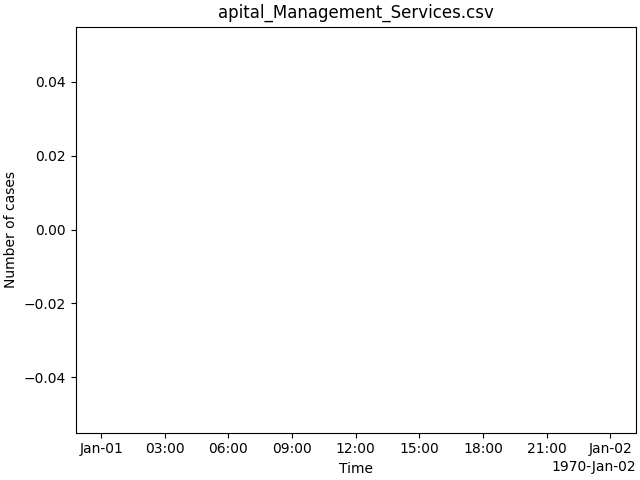 apital_Management_Services.csv
Number of cases
0.04
0.02
0.00
−0.02
−0.04
Jan-01 03:00 06:00 09:00 12:00 15:00 18:00 21:00 Jan-02
1970-Jan-02
Time